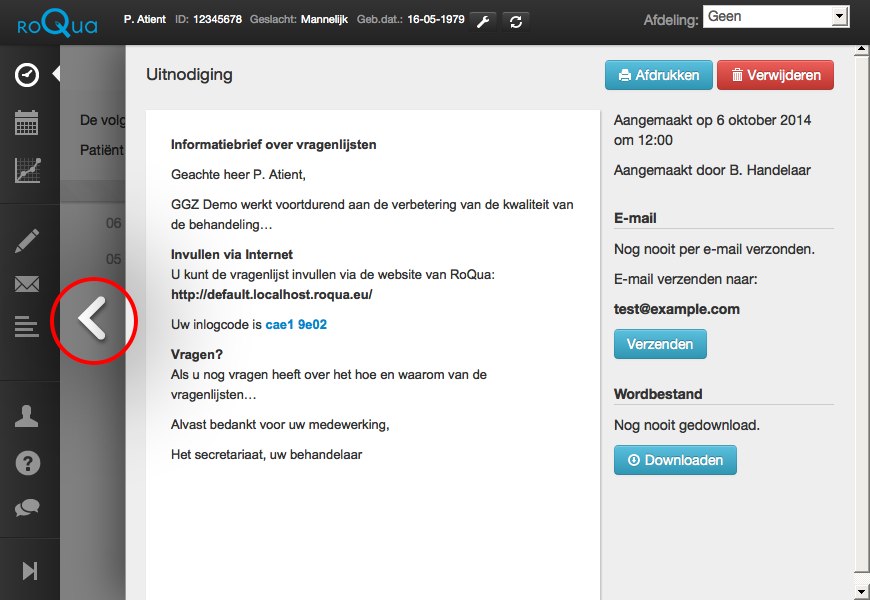 roQua
P. Atient ID: 12345678 Geslacht: Mannelijk Geb.dat.: 16-05-1979
Afdeling: Geen
Uitnodiging
Afdrukken
Verwijderen
De volg
Patiënt
06
05
Informatiebrief over vragenlijsten
Geachte heer P. Atient,
GGZ Demo werkt voortdurend aan de verbetering van de kwaliteit van
de behandeling…
Invullen via Internet
U kunt de vragenlijst invullen via de website van RoQua:
http://default.localhost.roqua.eu/
Uw inlogcode is cae1 9e02
Vragen?
Als u nog vragen heeft over het hoe en waarom van de
vragenlijsten…
Alvast bedankt voor uw medewerking,
Het secretariaat, uw behandelaar
Aangemaakt op 6 oktober 2014
om 12:00
Aangemaakt door B. Handelaar
E-mail
Nog nooit per e-mail verzonden.
E-mail verzenden naar:
test@example.com
Verzenden
Wordbestand
Nog nooit gedownload.
Downloaden